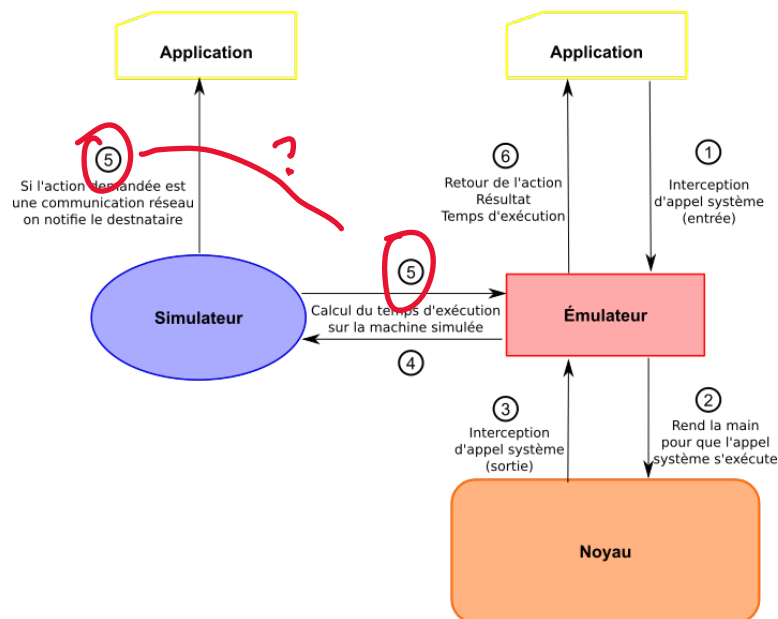 Application
Application
?
5
Si l'action demandée est
une communication réseau
on notifie le destnataire
6
Retour de l'action
Résultat
Temps d'exécution
1
Interception
d'appel système
(entrée)
5
Simulateur
Calcul du temps d'exécution
sur la machine simulée
Émulateur
4
3
Interception
d'appel système
(sortie)
2
Rend la main
pour que l'appel
système s'exécute
Noyau